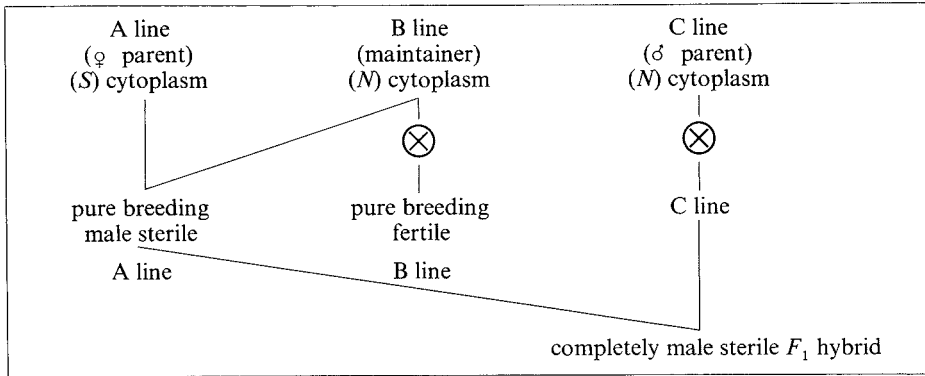 A line
(♀ parent)
(S) cytoplasm
B line
(maintainer)
(N) cytoplasm
C line
(♂ parent)
(N) cytoplasm
pure breeding
male sterile
A line
pure breeding
fertile
B line
C line
completely male sterile F₁ hybrid